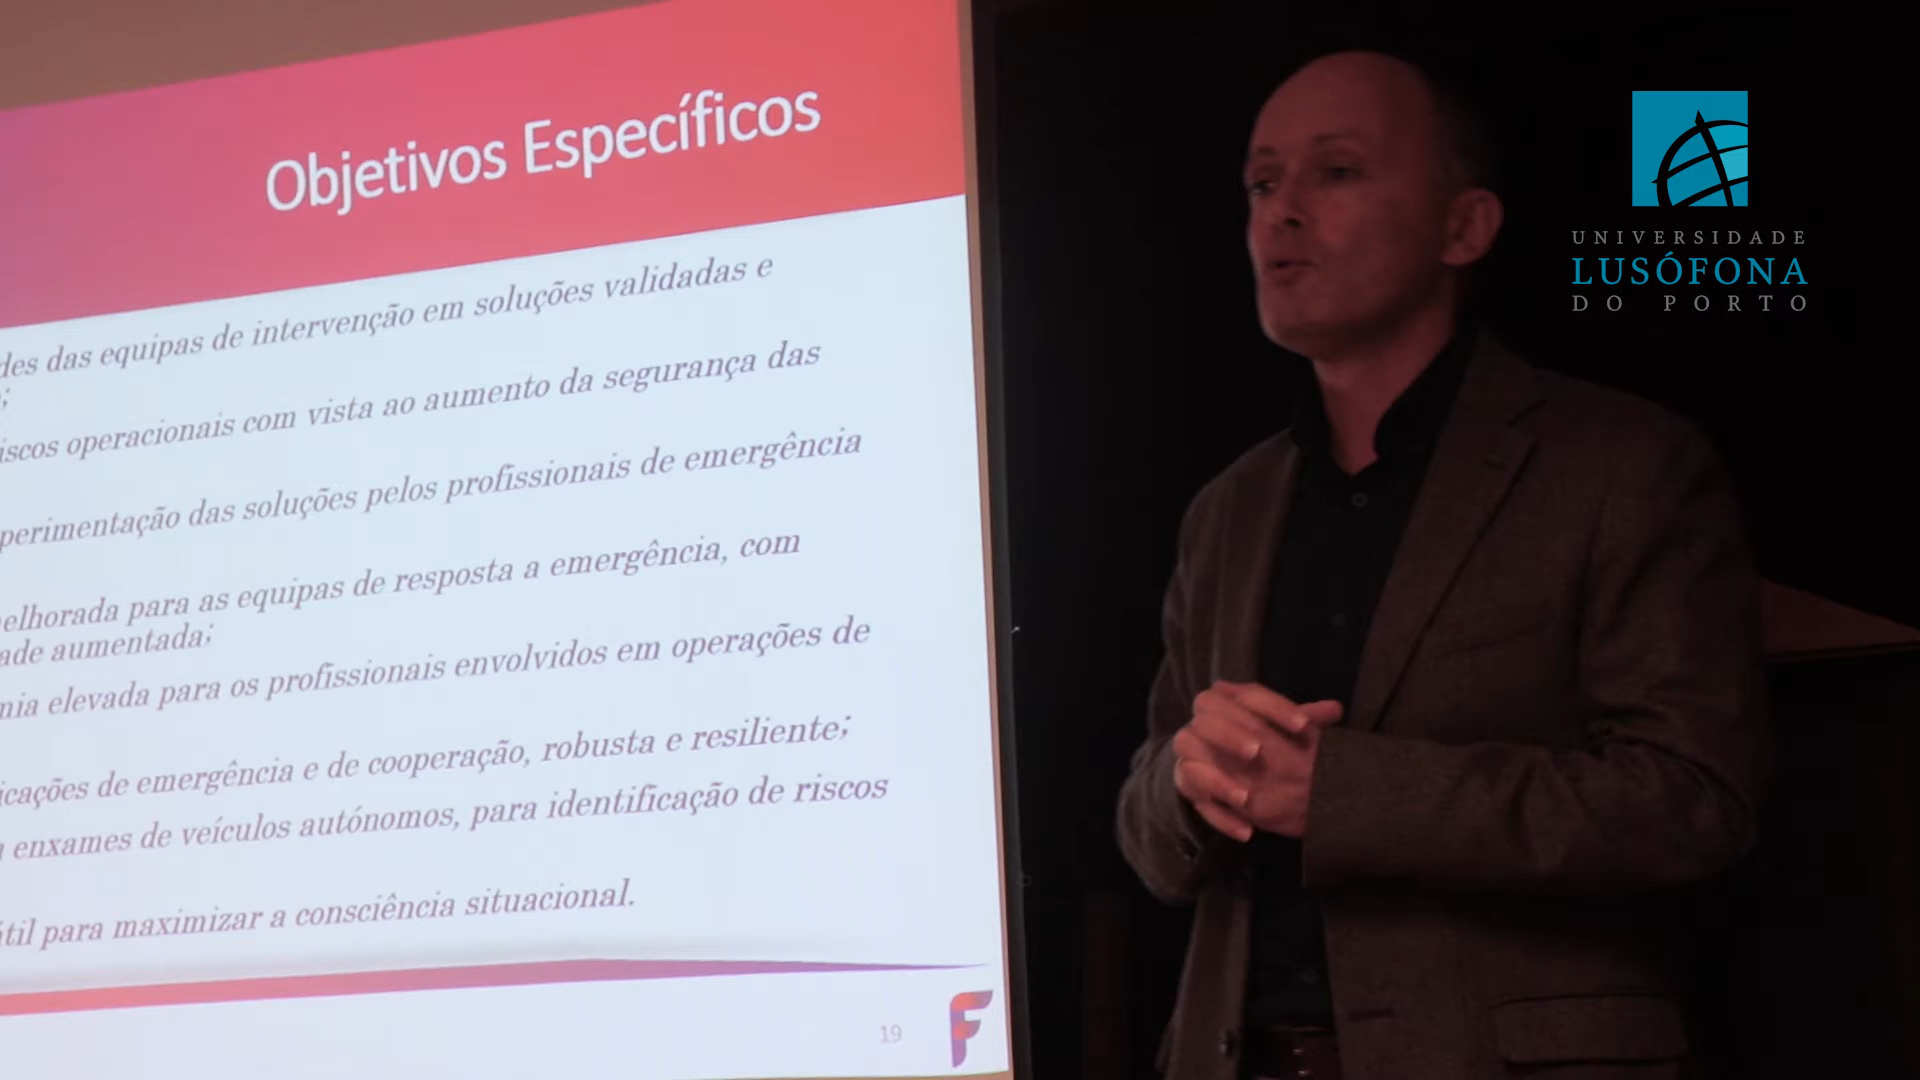 Objetivos Específicos
des das equipas de intervenção em soluções validadas e
;
iscos operacionais com vista ao aumento da segurança das
perimentação das soluções pelos profissionais de emergência
elhorada para as equipas de resposta a emergência, com
ade aumentada;
mia elevada para os profissionais envolvidos em operações de
icações de emergência e de cooperação, robusta e resiliente;
enxames de veículos autónomos, para identificação de riscos
til para maximizar a consciência situacional.
19
F
UNIVERSIDADE
LUSÓFONA
DO PORTO